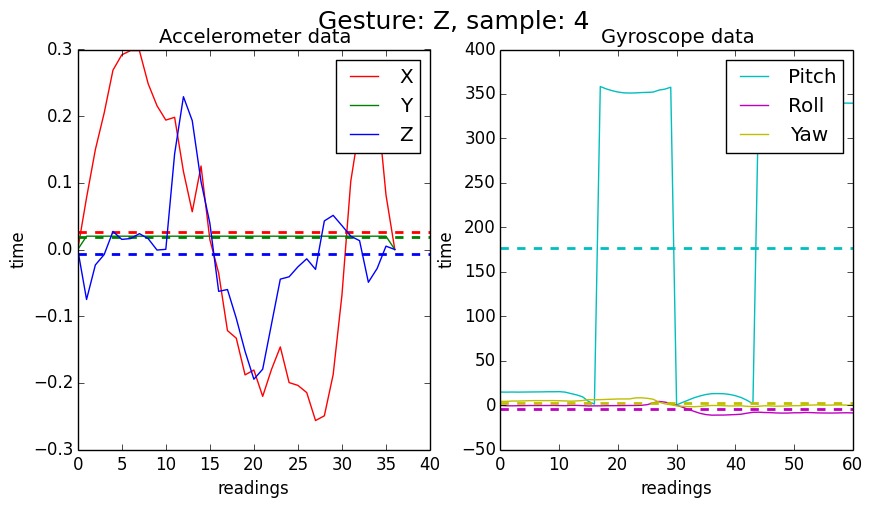 Gesture: Z, sample: 4
Accelerometer data
0.3
0.2
0.1
0.0
−0.1
−0.2
−0.3
time
0 5 10 15 20 25 30 35 40
readings
X
Y
Z
Gyroscope data
400
350
300
250
200
150
100
50
0
−50
time
0 10 20 30 40 50 60
readings
Pitch
Roll
Yaw